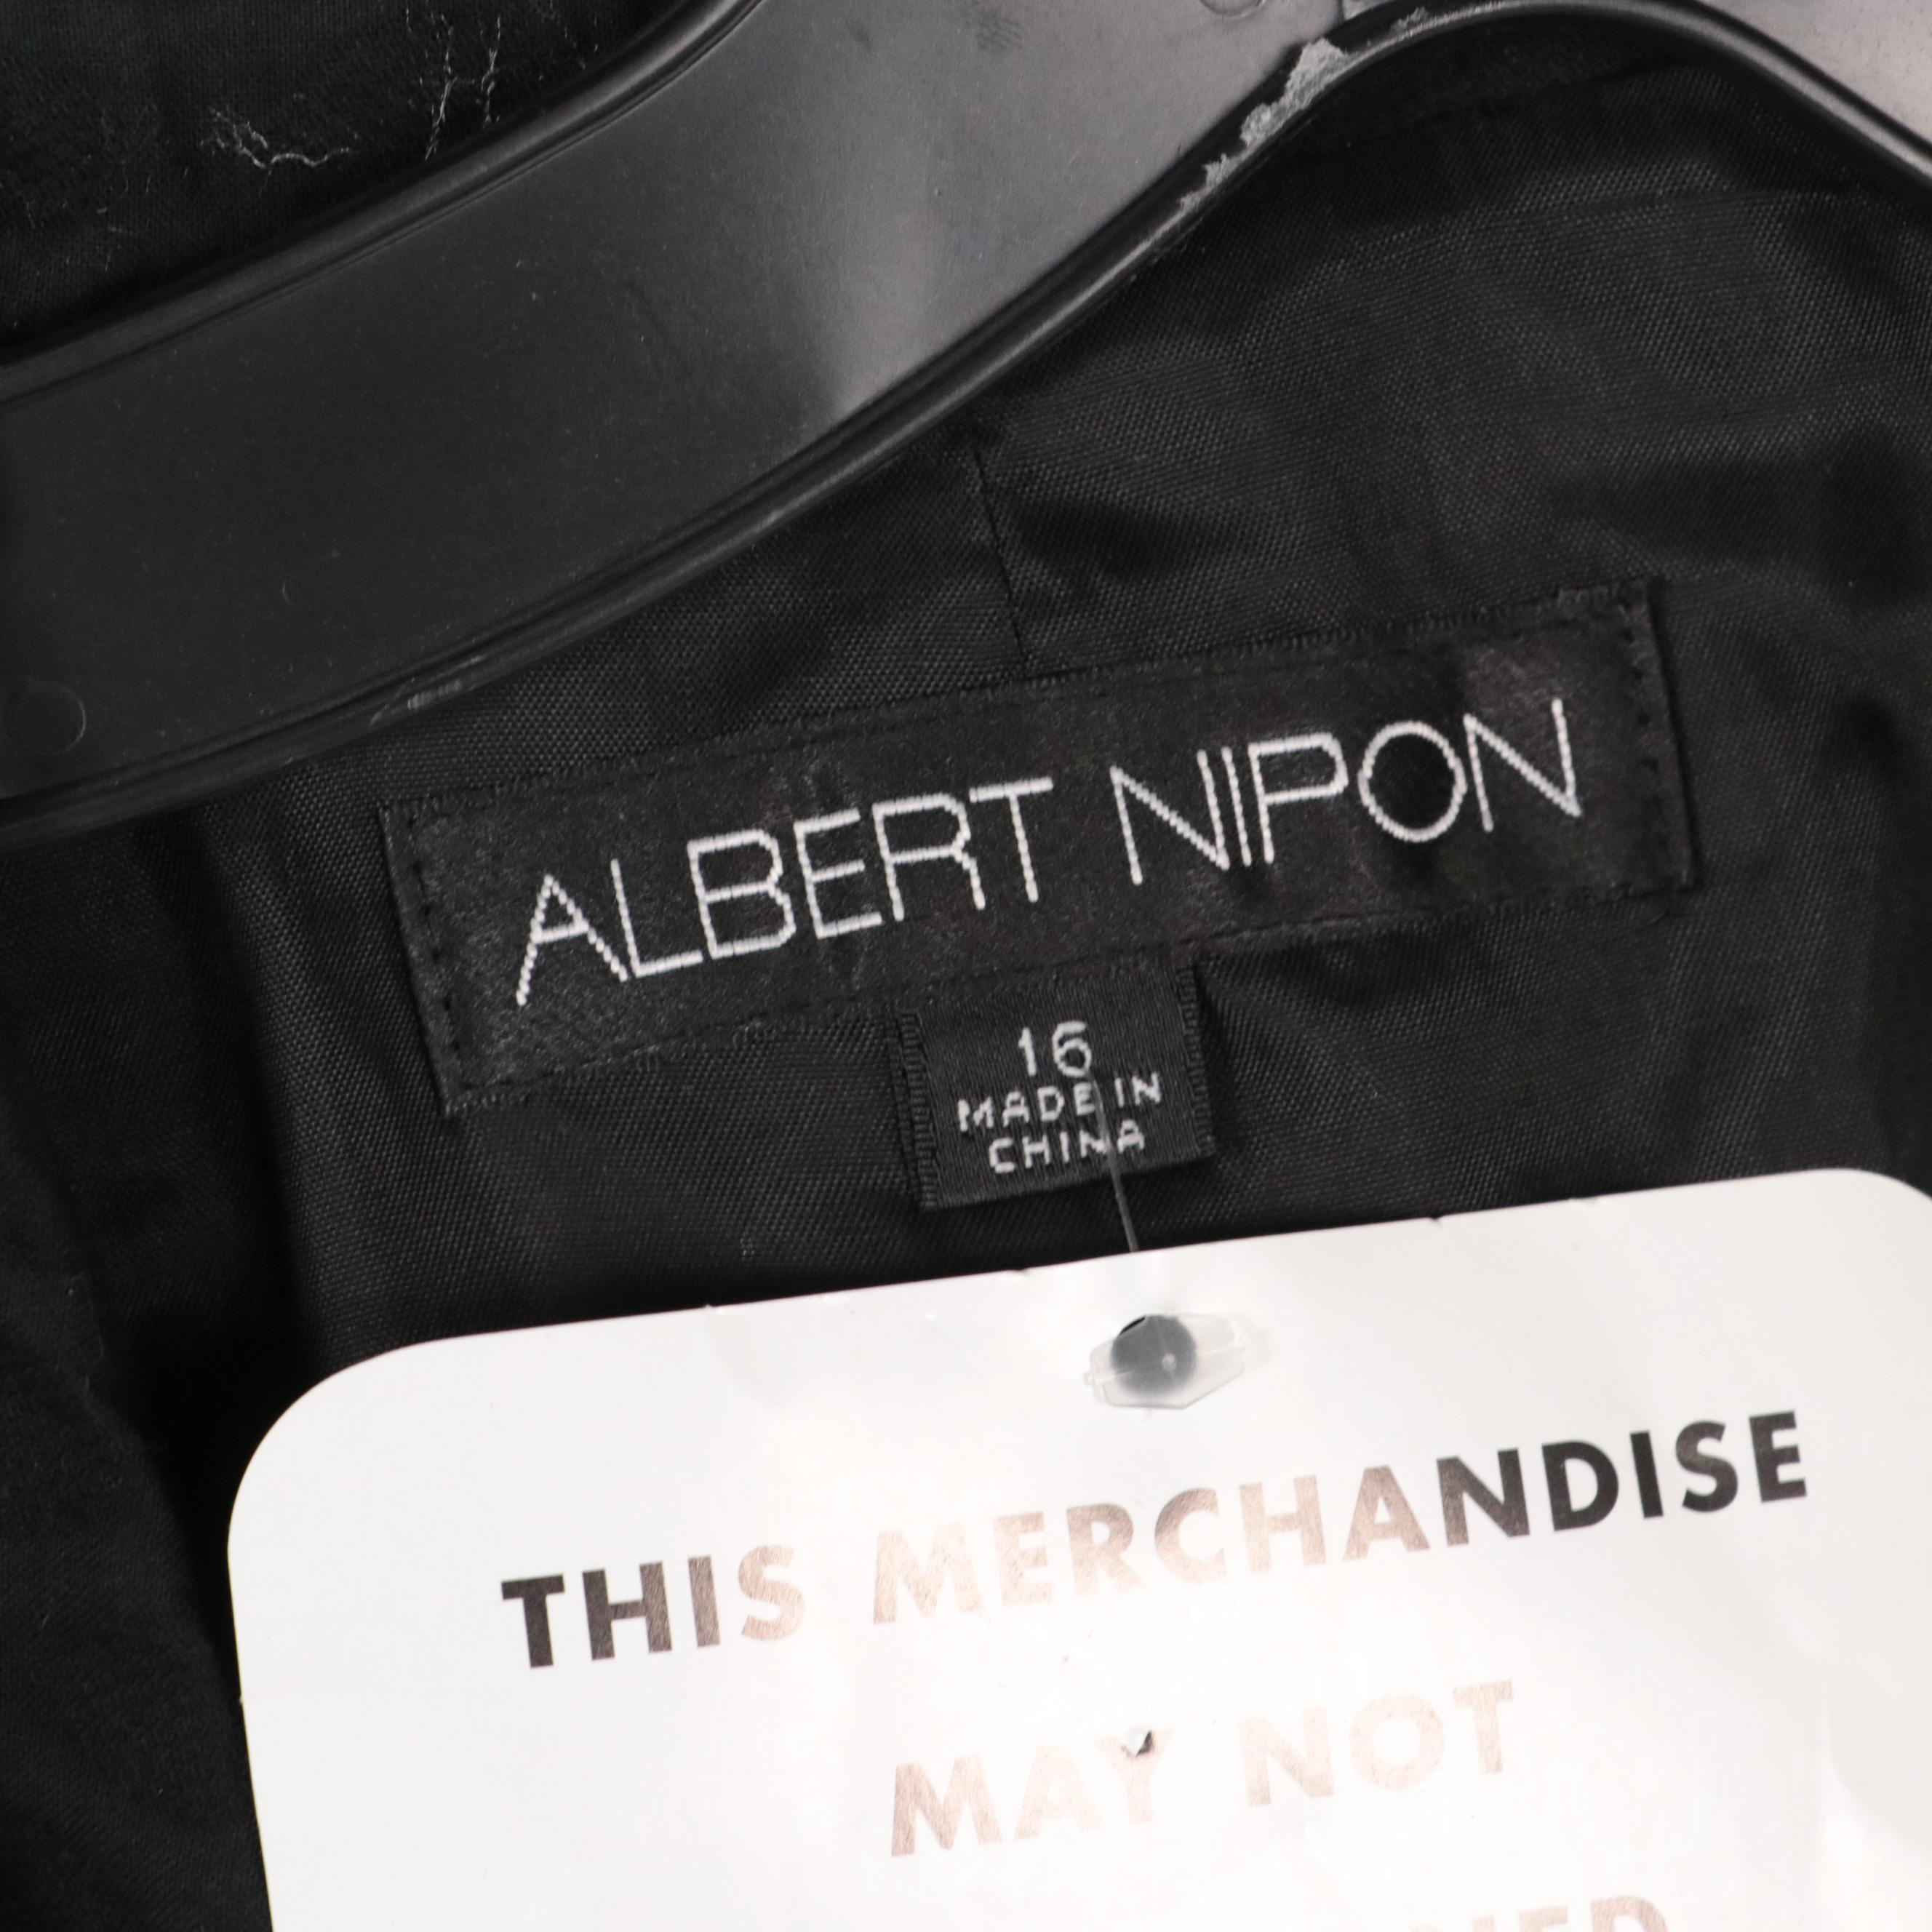 ALBERT NIPON
16
MADE IN
CHINA
THIS MERCHANDISE
MAY NOT